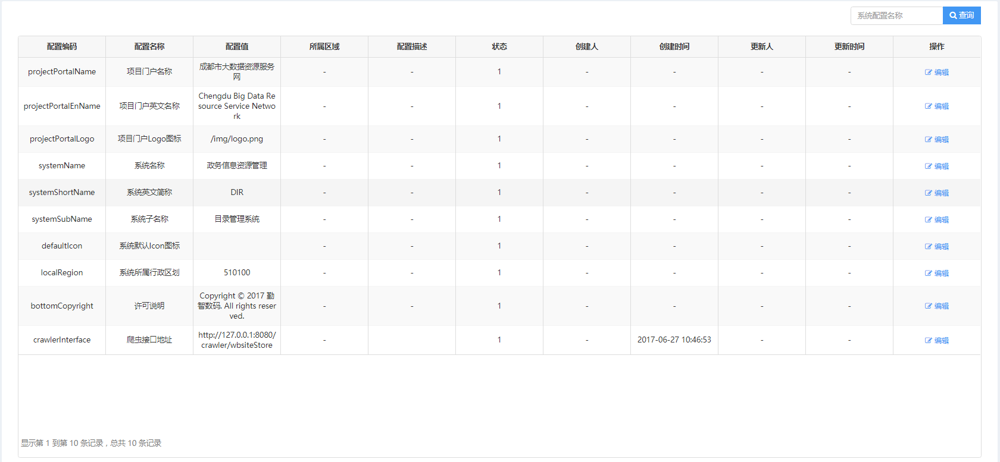 系统配置名称 查询
配置编码 配置名称 配置值 所属区域 配置描述 状态 创建人 创建时间 更新人 更新时间 操作
projectPortalName 项目门户名称 成都市大数据资源服务
网 - - 1 - - - - 编辑
projectPortalEnName 项目门户英文名称 Chengdu Big Data Re
source Service Netwo
rk - - 1 - - - - 编辑
projectPortalLogo 项目门户Logo图标 /img/logo.png - - 1 - - - - 编辑
systemName 系统名称 政务信息资源管理 - - 1 - - - - 编辑
systemShortName 系统英文简称 DIR - - 1 - - - - 编辑
systemSubName 系统子名称 目录管理系统 - - 1 - - - - 编辑
defaultIcon 系统默认Icon图标 - - 1 - - - - 编辑
localRegion 系统所属行政区划 510100 - - 1 - - - - 编辑
bottomCopyright 许可说明 Copyright © 2017 勤
智数码. All rights reser
ved. - - 1 - - - - 编辑
crawlerInterface 爬虫接口地址 http://127.0.0.1:8080/
crawler/wbsiteStore - 1 - 2017-06-27 10:46:53 - - 编辑
显示第 1 到第 10 条记录，总共 10 条记录